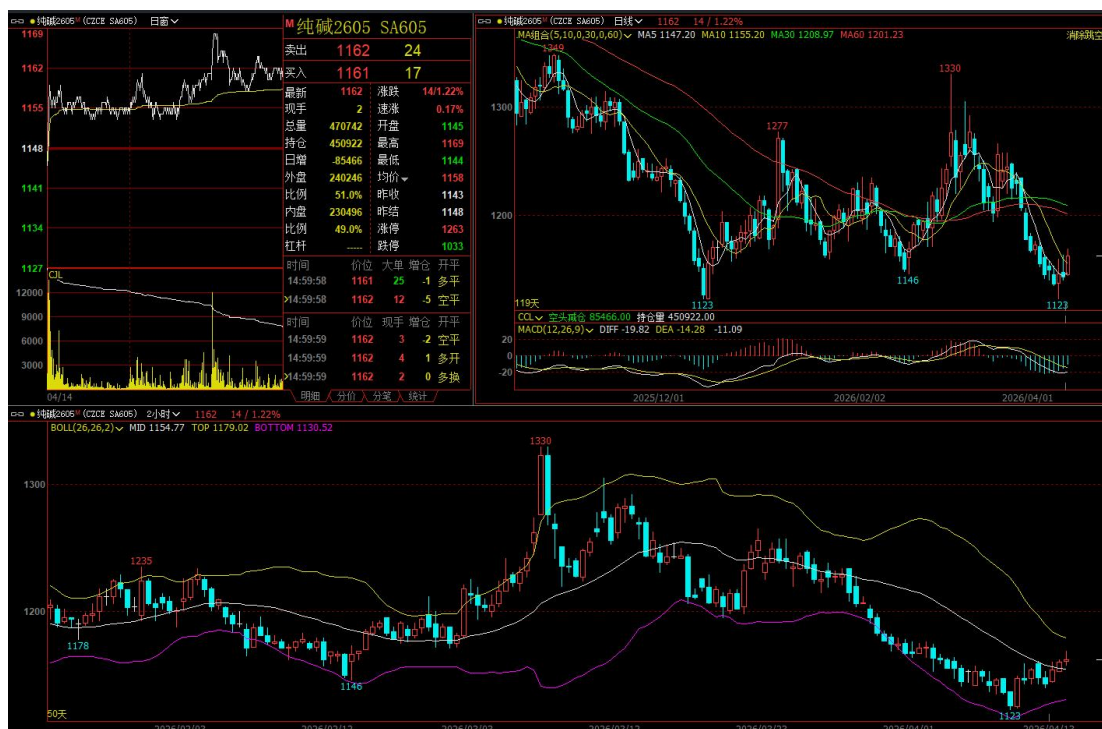 纯碱2605ᴹ (CZCE SA605) 日窗
1169
1162
1155
1148
1141
1134
1127
CJL
12000
9000
6000
3000
04/14
M 纯碱2605 SA605
卖出 1162 24
买入 1161 17
最新 1162 涨跌 14/1.22%
现手 2 速涨 0.17%
总量 470742 开盘 1145
持仓 450922 最高 1169
日增 -85466 最低 1144
外盘 240246 均价 1158
比例 51.0% 昨收 1143
内盘 230496 昨结 1148
比例 49.0% 涨停 1263
杠杆 ---- 跌停 1033
时间 价位 大单 增仓 开平
14:59:58 1161 25 -1 多平
14:59:58 1162 12 -5 空平
时间 价位 现手 增仓 开平
14:59:59 1162 3 -2 空平
14:59:59 1162 4 1 多开
14:59:59 1162 2 0 多换
明细 分价 分笔 统计
纯碱2605ᴹ (CZCE SA605) 日线 1162 14 / 1.22%
MA组合(5,10,0,30,0,60) MA5 1147.20 MA10 1155.20 MA30 1208.97 MA60 1201.23 消除跳空
1349
1330
1300
1277
1200
1146
1123
1123
119天
CCL 空头减仓 85466.00 持仓量 450922.00
MACD(12,26,9) DIFF -19.82 DEA -14.28 -11.09
20
0
-20
2025/12/01 2026/02/02 2026/04/01
纯碱2605ᴹ (CZCE SA605) 2小时 1162 14 / 1.22%
BOLL(26,26,2) MID 1154.77 TOP 1179.02 BOTTOM 1130.52
1330
1300
1235
1200
1178
1146
1123
50天